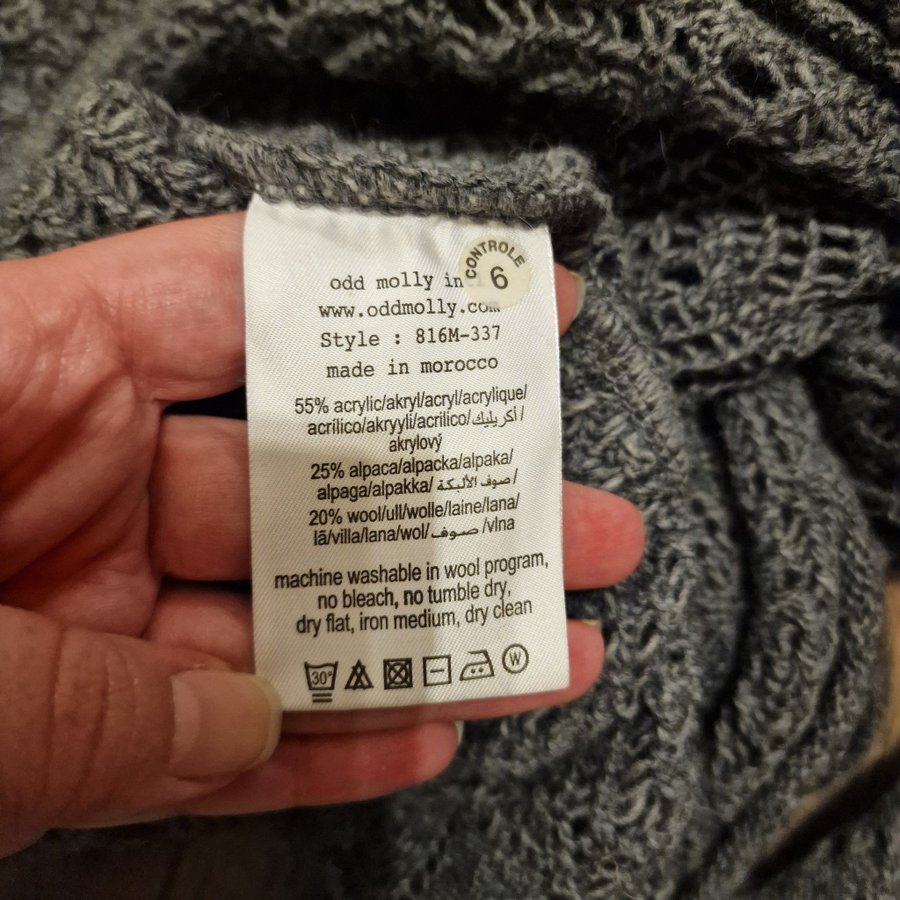 CONTROLE
6
odd molly in
www.oddmolly.com
Style : 816M-337
made in morocco
55% acrylic/akryl/acryl/acrylique/
acrílico/akryyli/acrilico/أكريليك/
akrylový
25% alpaca/alpacka/alpaka/
alpaga/alpakka/صوف الألبكة/
20% wool/ull/wolle/laine/lana/
lã/villa/lana/wol/صوف/vlna
machine washable in wool program,
no bleach, no tumble dry,
dry flat, iron medium, dry clean
30° W